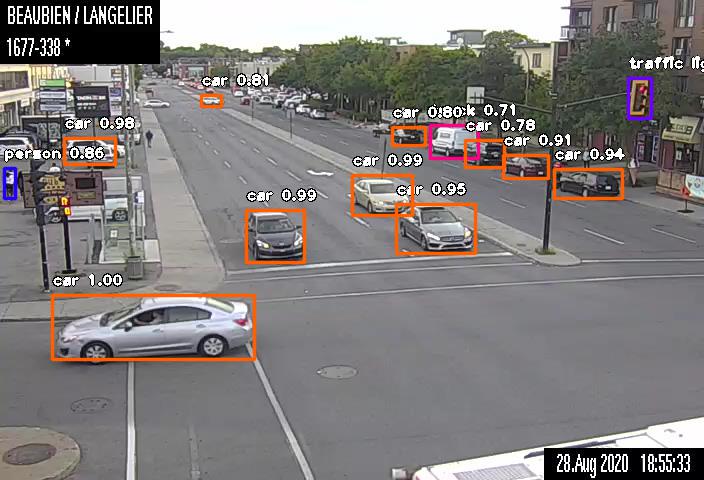 BEAUBIEN / LANGELIER
1677-338 *
traffic lig
car 0.81
car 0.80
k 0.71
car 0.98
car 0.78
car 0.91
person 0.86
car 0.99
car 0.94
car 0.99
car 0.95
car 1.00
28.Aug 2020 18:55:33